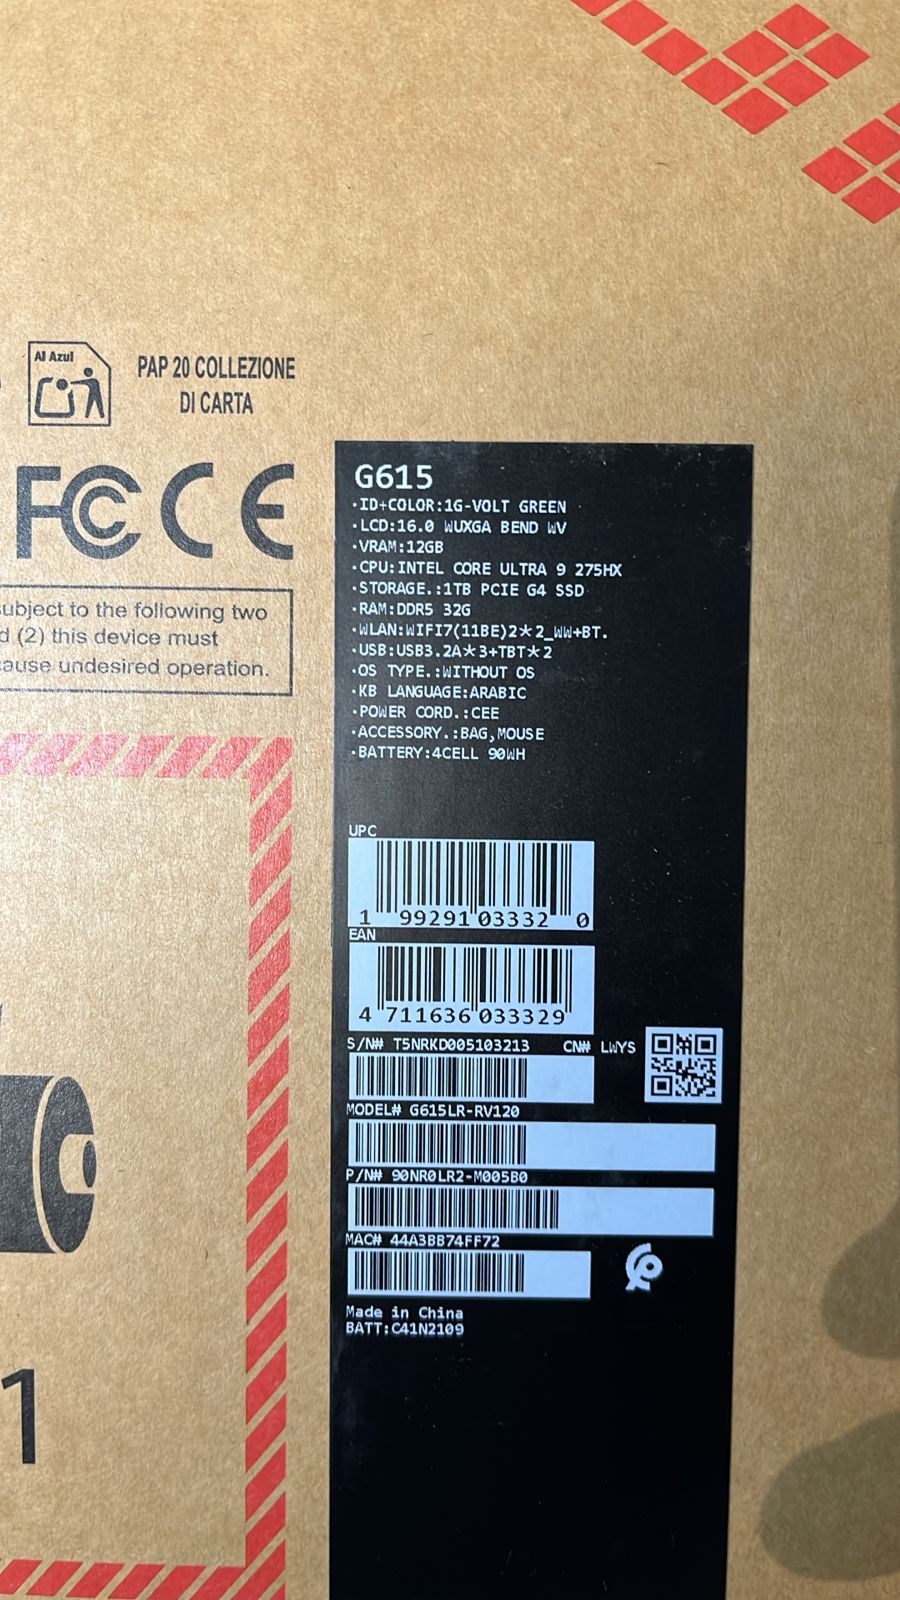 Al Azul
PAP 20 COLLEZIONE
DI CARTA
FC CE
subject to the following two
(2) this device must
cause undesired operation.
1
G615
·ID+COLOR:1G-VOLT GREEN
·LCD:16.0 WUXGA BEND WV
·VRAM:12GB
·CPU:INTEL CORE ULTRA 9 275HX
·STORAGE.:1TB PCIE G4 SSD
·RAM:DDR5 32G
·WLAN:WIFI7(11BE)2*2_WW+BT.
·USB:USB3.2A*3+TBT*2
·OS TYPE.:WITHOUT OS
·KB LANGUAGE:ARABIC
·POWER CORD.:CEE
·ACCESSORY.:BAG,MOUSE
·BATTERY:4CELL 90WH
UPC
1 99291 03332 0
EAN
4 711636 033329
S/N# T5NRKD005103213 CN# LWYS
MODEL# G615LR-RV120
P/N# 90NR0LR2-M005B0
MAC# 44A3BB74FF72
Made in China
BATT:C41N2109